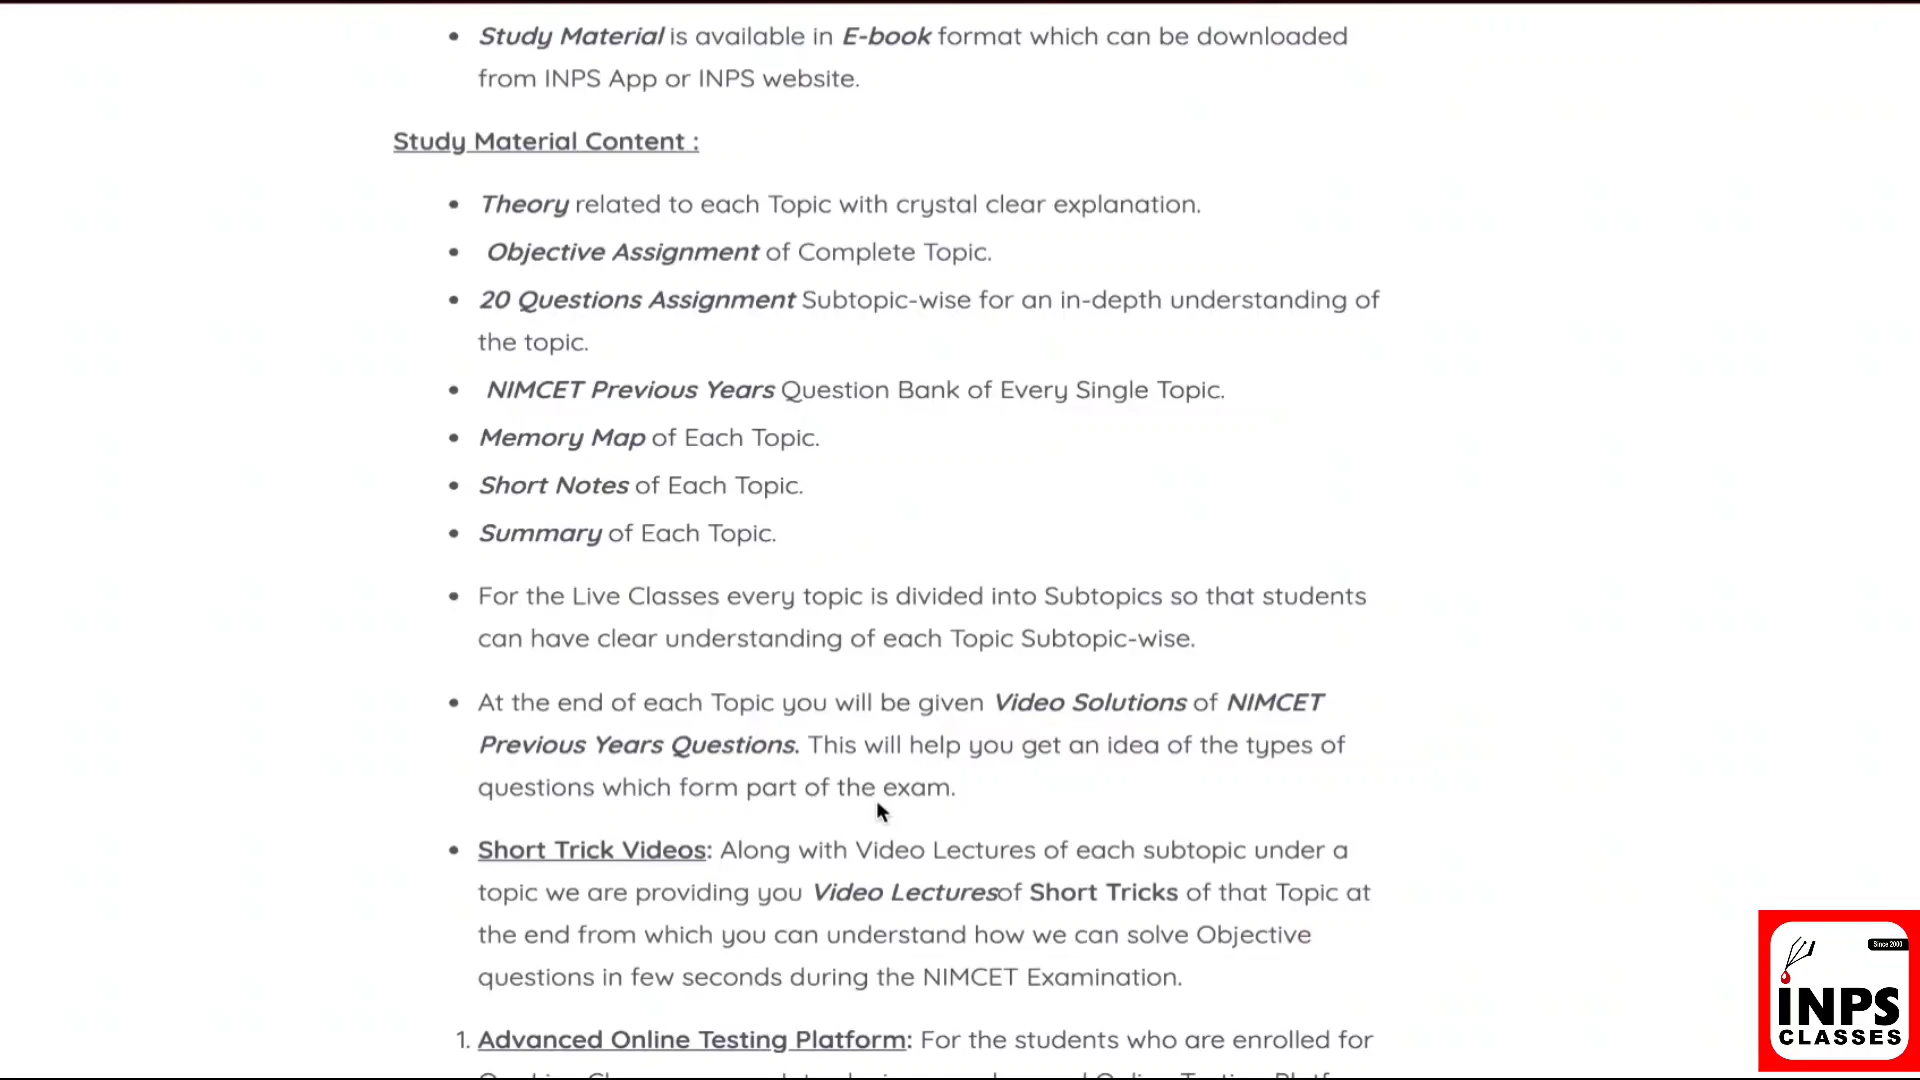 • Study Material is available in E-book format which can be downloaded
from INPS App or INPS website.
Study Material Content :
• Theory related to each Topic with crystal clear explanation.
• Objective Assignment of Complete Topic.
• 20 Questions Assignment Subtopic-wise for an in-depth understanding of
the topic.
• NIMCET Previous Years Question Bank of Every Single Topic.
• Memory Map of Each Topic.
• Short Notes of Each Topic.
• Summary of Each Topic.
• For the Live Classes every topic is divided into Subtopics so that students
can have clear understanding of each Topic Subtopic-wise.
• At the end of each Topic you will be given Video Solutions of NIMCET
Previous Years Questions. This will help you get an idea of the types of
questions which form part of the exam.
• Short Trick Videos: Along with Video Lectures of each subtopic under a
topic we are providing you Video Lecturesof Short Tricks of that Topic at
the end from which you can understand how we can solve Objective
questions in few seconds during the NIMCET Examination.
1. Advanced Online Testing Platform: For the students who are enrolled for
Since 2000
iNPS
CLASSES